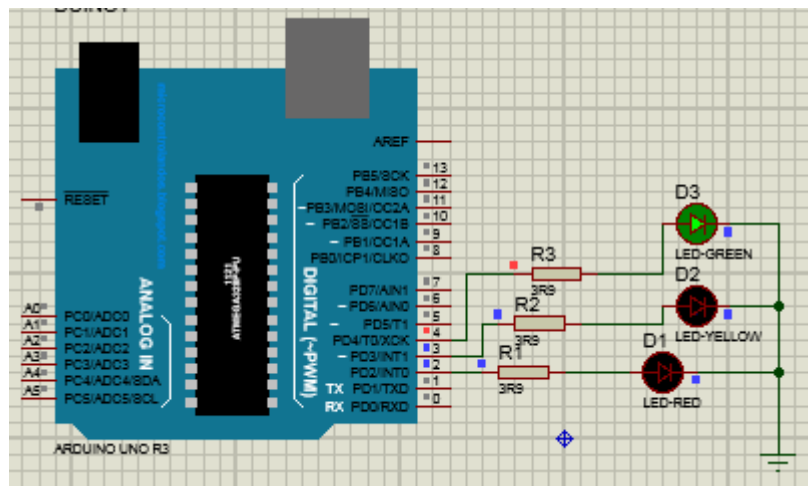 DUINO1
AREF
13
PB5/SCK
12
PB4/MISO
11
~PB3/MOSI/OC2A
10
~ PB2/SS/OC1B
9
~ PB1/OC1A
8
PB0/ICP1/CLKO
7
PD7/AIN1
6
~ PD6/AIN0
5
~ PD5/T1
4
PD4/T0/XCK
3
~ PD3/INT1
2
PD2/INT0
1
TX PD1/TXD
0
RX PD0/RXD
RESET
ANALOG IN
DIGITAL (~PWM)
A0
PC0/ADC0
A1
PC1/ADC1
A2
PC2/ADC2
A3
PC3/ADC3
A4
PC4/ADC4/SDA
A5
PC5/ADC5/SCL
ARDUINO UNO R3
D3
LED-GREEN
R3
3R9
D2
LED-YELLOW
R2
3R9
D1
LED-RED
R1
3R9